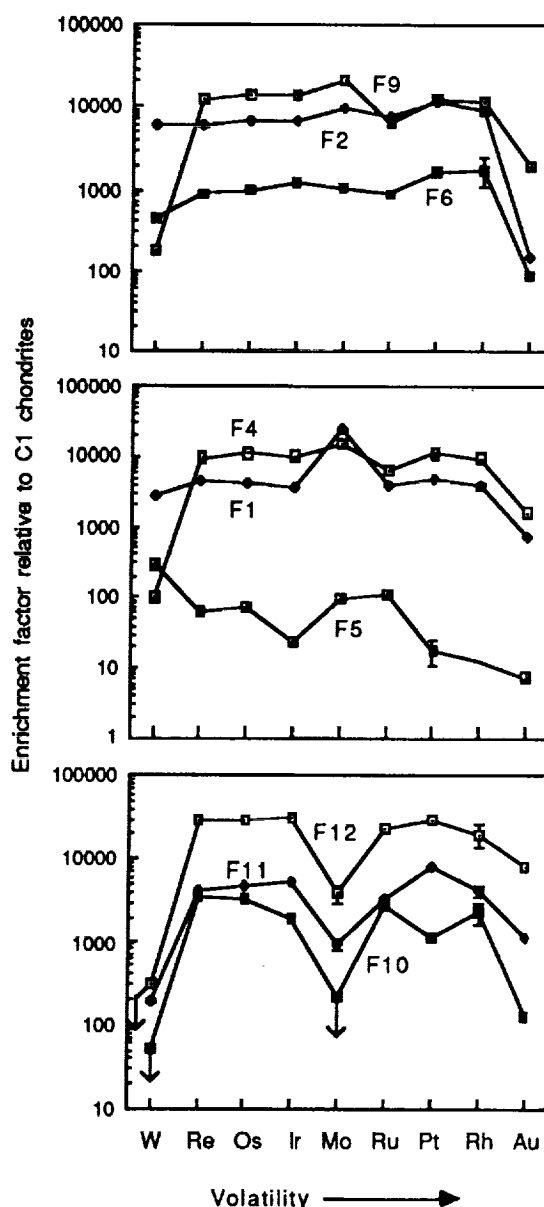 Enrichment factor relative to C1 chondrites
100000
10000
1000
100
10
F9
F2
F6
100000
10000
1000
100
10
1
F4
F1
F5
100000
10000
1000
100
10
F12
F11
F10
W Re Os Ir Mo Ru Pt Rh Au
Volatility